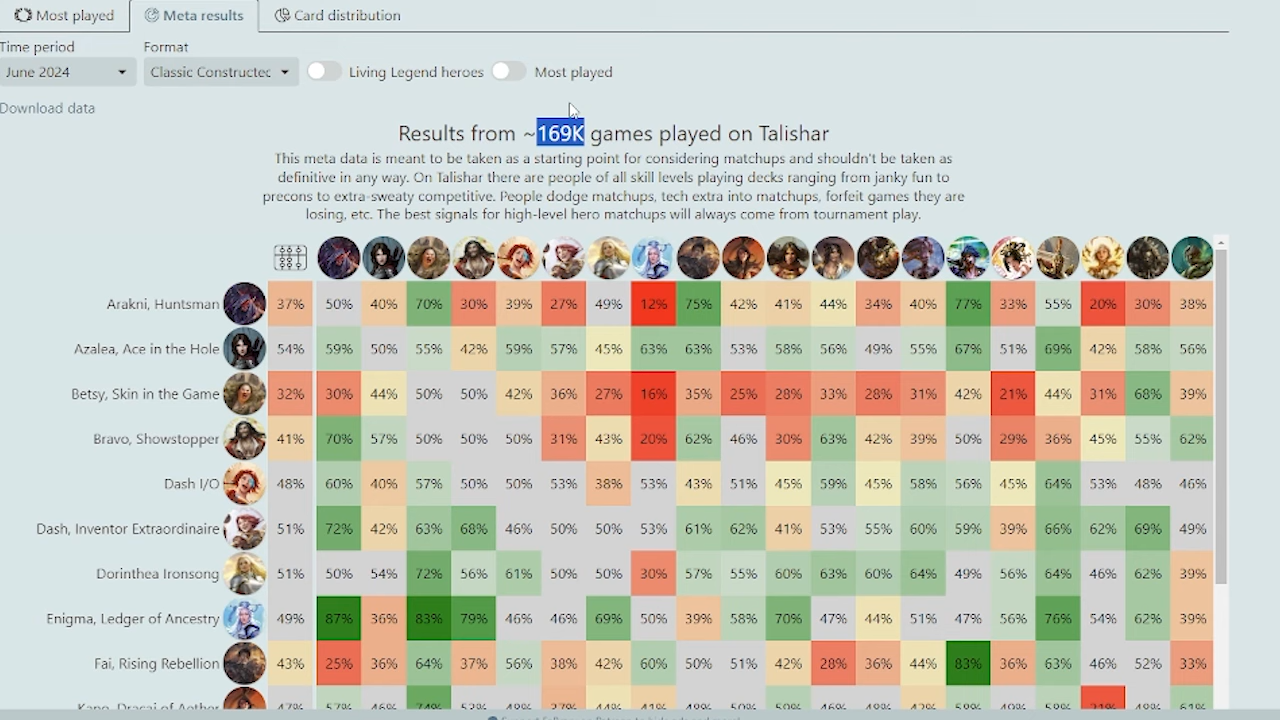 Most played Meta results Card distribution
Time period Format
June 2024 Classic Constructec Living Legend heroes Most played
Download data
Results from ~169K games played on Talishar
This meta data is meant to be taken as a starting point for considering matchups and shouldn't be taken as
definitive in any way. On Talishar there are people of all skill levels playing decks ranging from janky fun to
precons to extra-sweaty competitive. People dodge matchups, tech extra into matchups, forfeit games they are
losing, etc. The best signals for high-level hero matchups will always come from tournament play.
Arakni, Huntsman 37% 50% 40% 70% 30% 39% 27% 49% 12% 75% 42% 41% 44% 34% 40% 77% 33% 55% 20% 30% 38%
Azalea, Ace in the Hole 54% 59% 50% 55% 42% 59% 57% 45% 63% 63% 53% 58% 56% 49% 55% 67% 51% 69% 42% 58% 56%
Betsy, Skin in the Game 32% 30% 44% 50% 50% 42% 36% 27% 16% 35% 25% 28% 33% 28% 31% 42% 21% 44% 31% 68% 39%
Bravo, Showstopper 41% 70% 57% 50% 50% 50% 31% 43% 20% 62% 46% 30% 63% 42% 39% 50% 29% 36% 45% 55% 62%
Dash I/O 48% 60% 40% 57% 50% 50% 53% 38% 53% 43% 51% 45% 59% 45% 58% 56% 45% 64% 53% 48% 46%
Dash, Inventor Extraordinaire 51% 72% 42% 63% 68% 46% 50% 50% 53% 61% 62% 41% 53% 55% 60% 59% 39% 66% 62% 69% 49%
Dorinthea Ironsong 51% 50% 54% 72% 56% 61% 50% 50% 30% 57% 55% 60% 63% 60% 64% 49% 56% 64% 46% 62% 39%
Enigma, Ledger of Ancestry 49% 87% 36% 83% 79% 46% 46% 69% 50% 39% 58% 70% 47% 44% 51% 47% 56% 76% 54% 62% 39%
Fai, Rising Rebellion 43% 25% 36% 64% 37% 56% 38% 42% 60% 50% 51% 42% 28% 36% 44% 83% 36% 63% 46% 52% 33%
Kano, Dracai of Aether